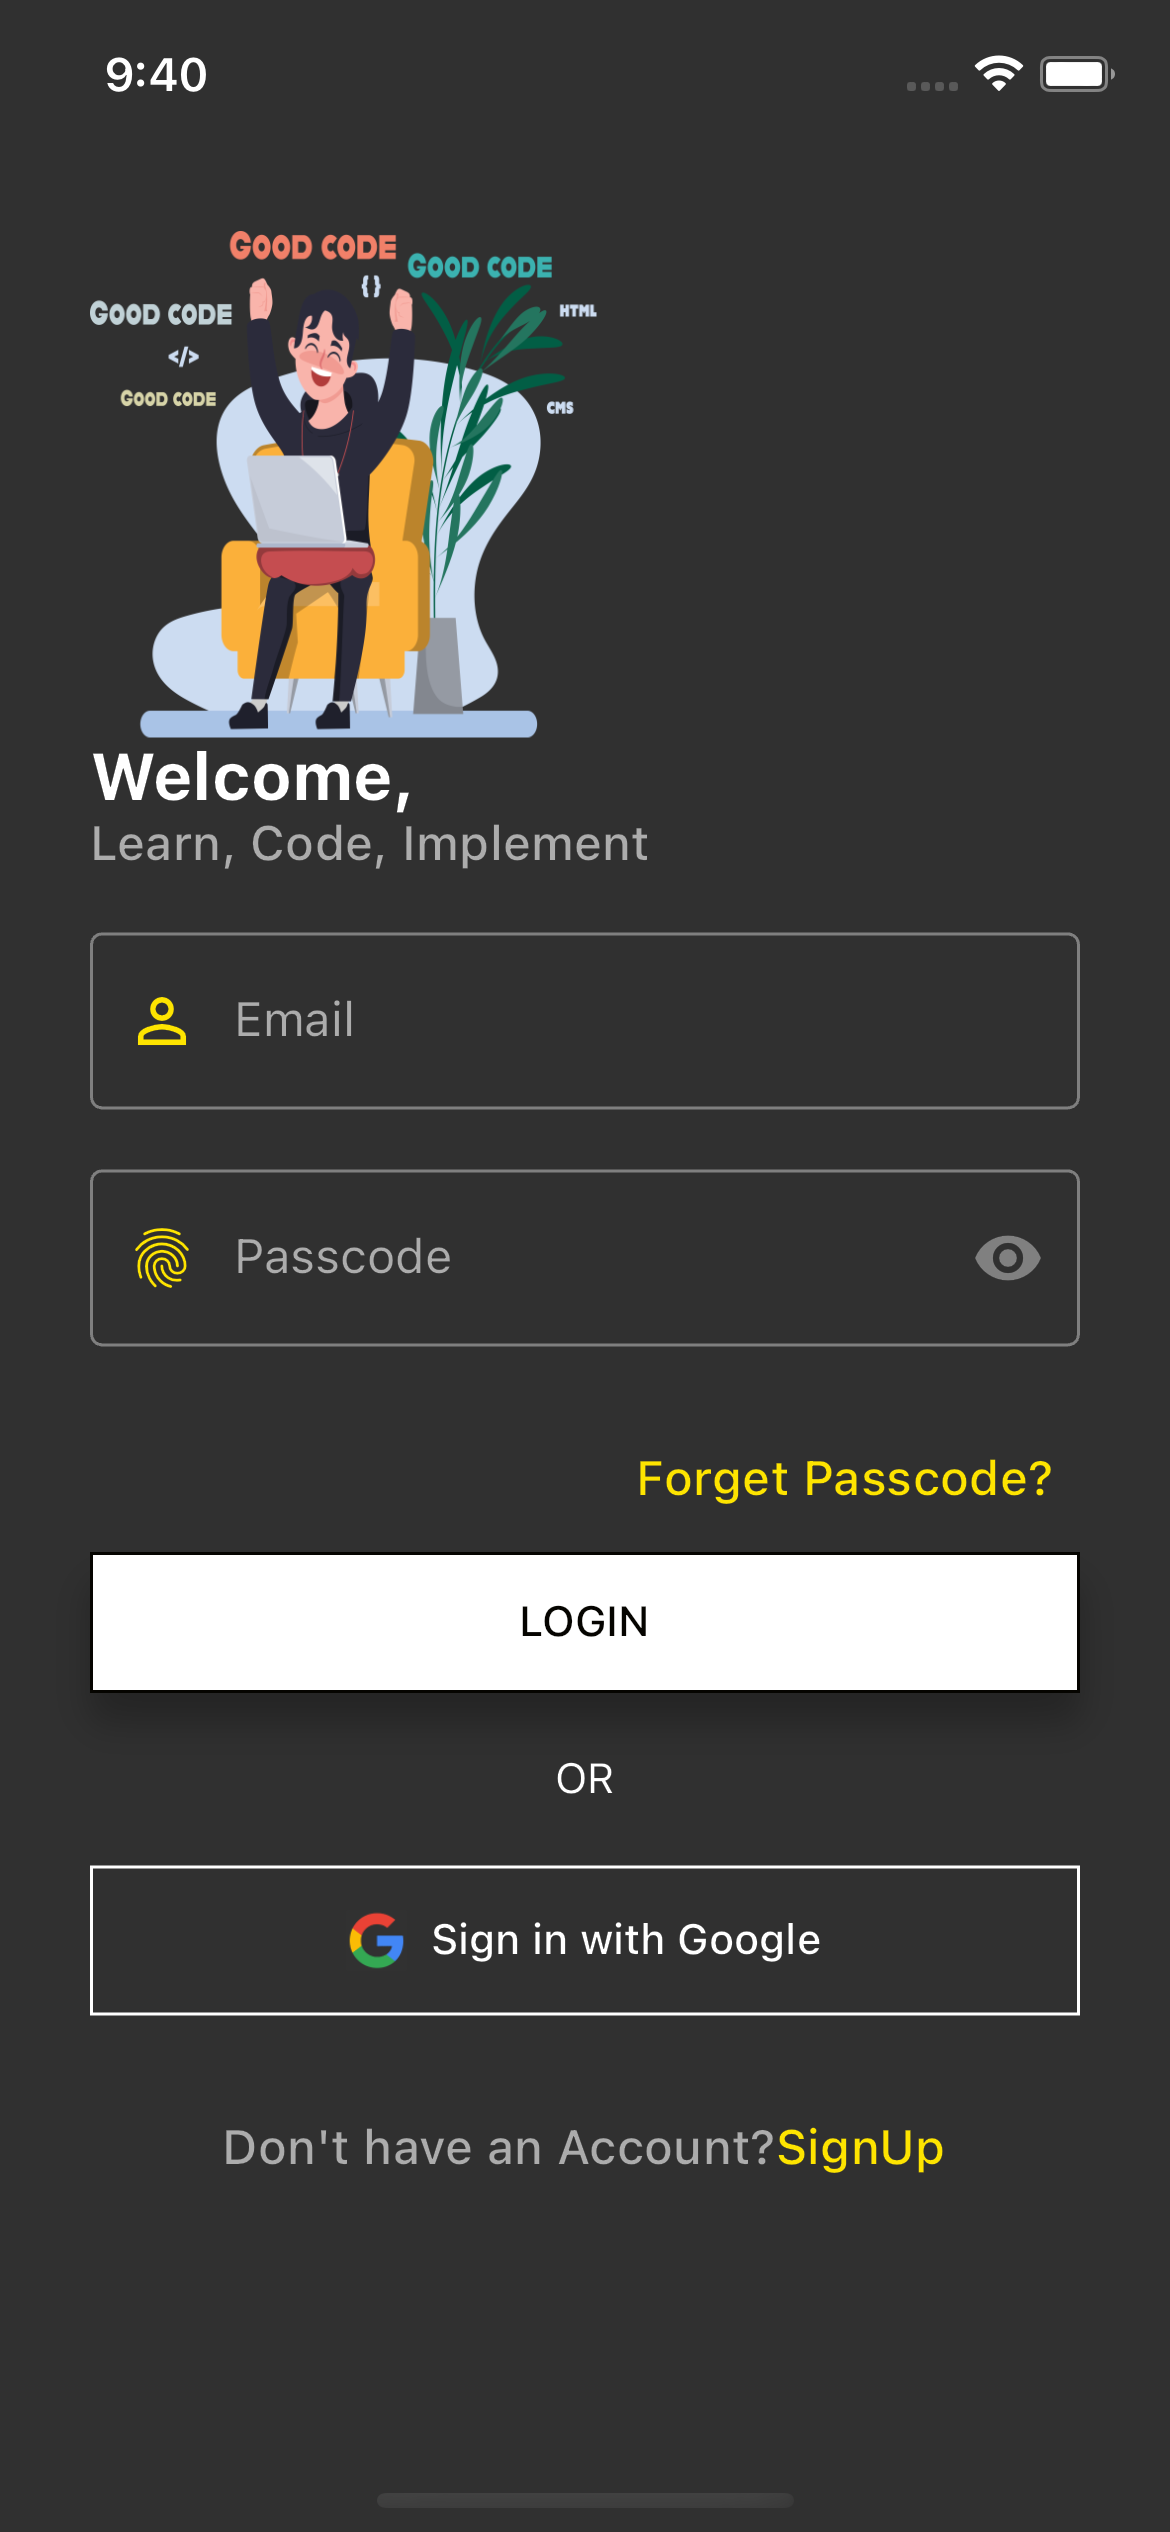 9:40
GOOD CODE
GOOD CODE
{}
GOOD CODE
HTML
</>
GOOD CODE
CMS
Welcome,
Learn, Code, Implement
Email
Passcode
Forget Passcode?
LOGIN
OR
Sign in with Google
Don't have an Account?SignUp